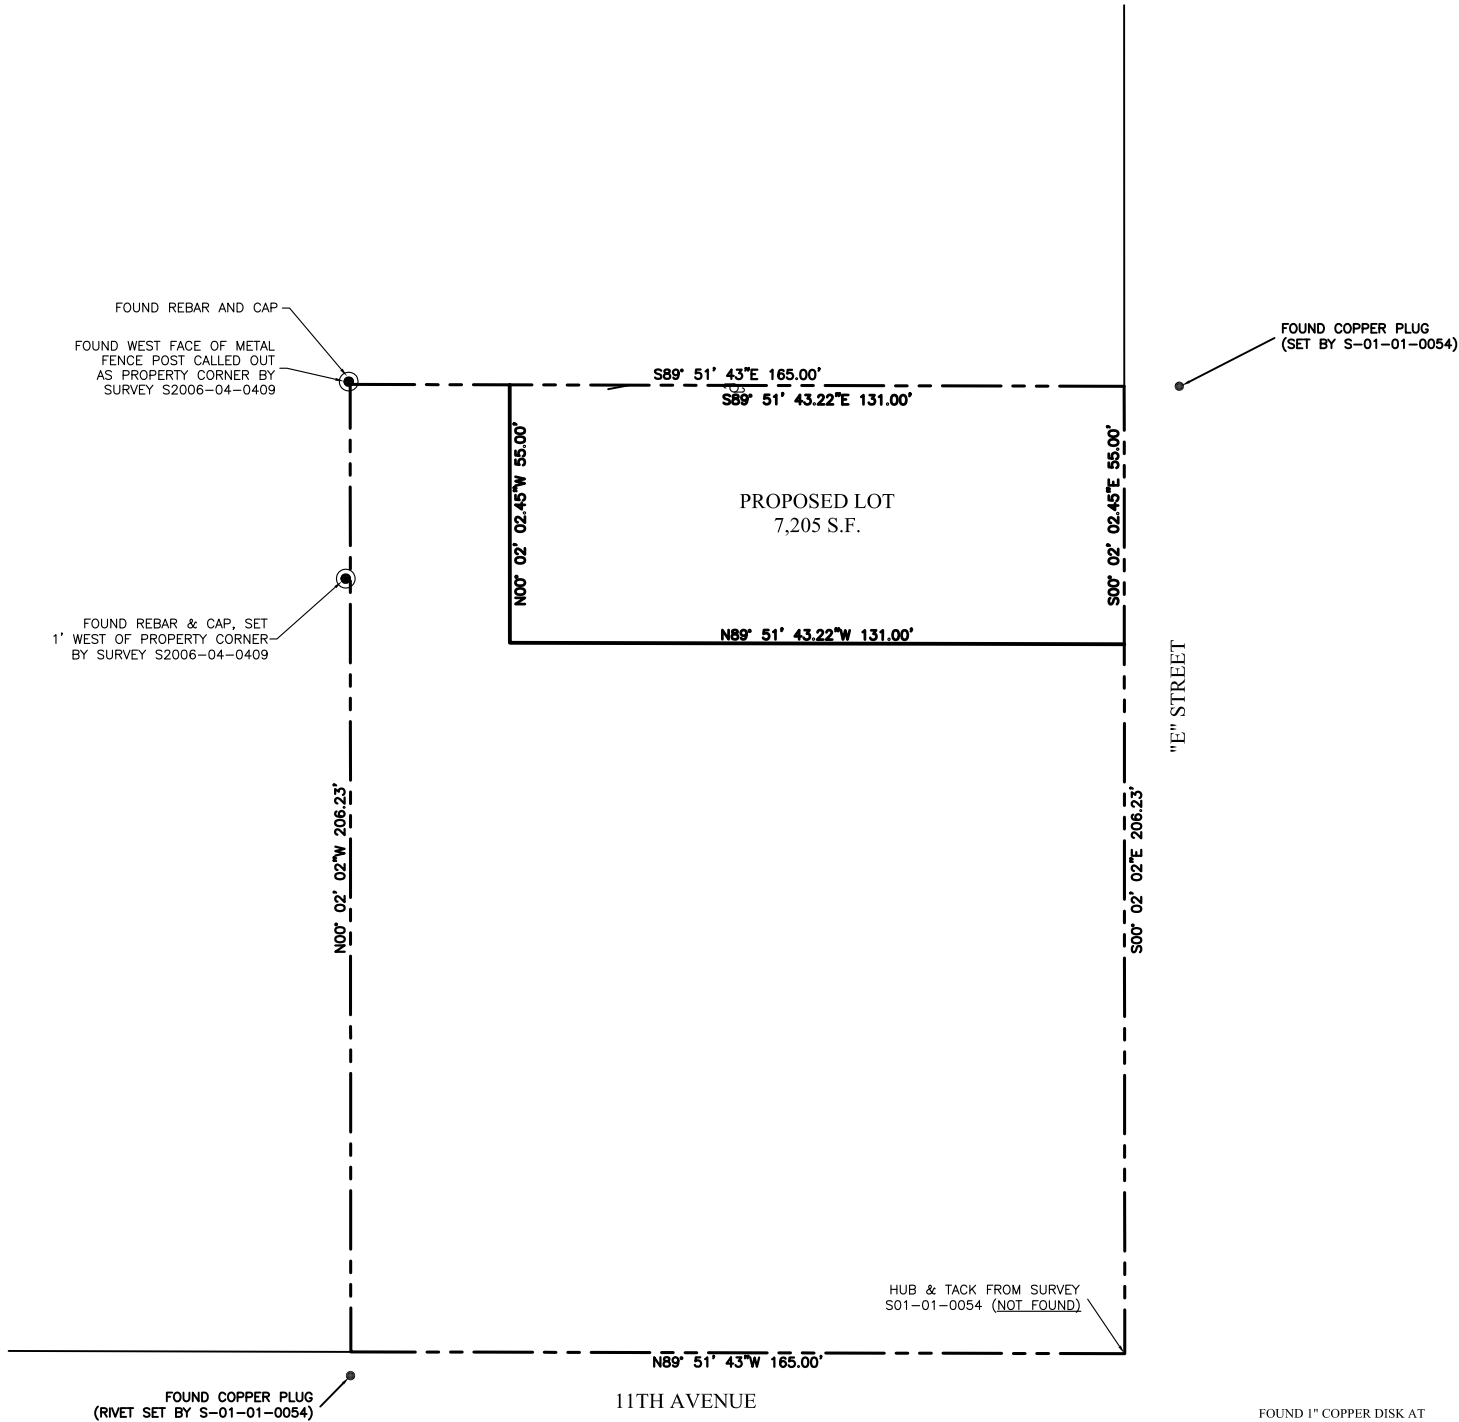 FOUND REBAR AND CAP
FOUND WEST FACE OF METAL
FENCE POST CALLED OUT
AS PROPERTY CORNER BY
SURVEY S2006-04-0409
FOUND COPPER PLUG
(SET BY S-01-01-0054)
S89° 51' 43"E 165.00'
S89° 51' 43.22"E 131.00'
N00° 02' 02.45"W 55.00'
PROPOSED LOT
7,205 S.F.
S00° 02' 02.45"E 55.00'
N89° 51' 43.22"W 131.00'
FOUND REBAR & CAP, SET
1' WEST OF PROPERTY CORNER
BY SURVEY S2006-04-0409
"E" STREET
N00° 02' 02"W 206.23'
S00° 02' 02"E 206.23'
HUB & TACK FROM SURVEY
S01-01-0054 (NOT FOUND)
N89° 51' 43"W 165.00'
11TH AVENUE
FOUND COPPER PLUG
(RIVET SET BY S-01-01-0054)
FOUND 1" COPPER DISK AT